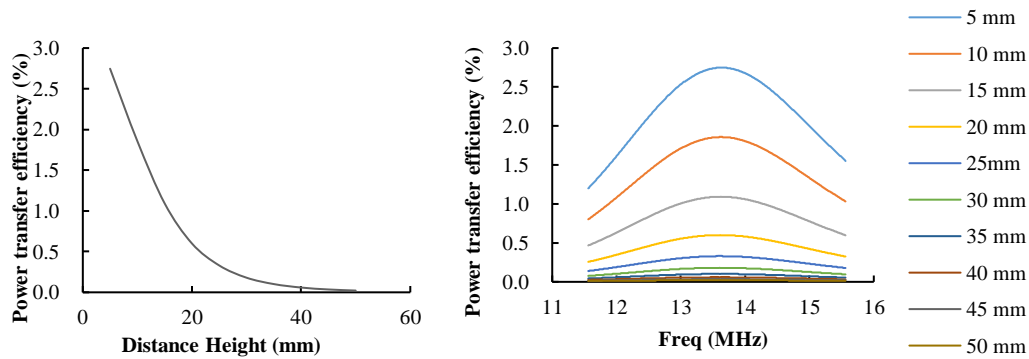 Power transfer efficiency (%)
3.0
2.5
2.0
1.5
1.0
0.5
0.0
0 20 40 60
Distance Height (mm)
Power transfer efficiency (%)
3.0
2.5
2.0
1.5
1.0
0.5
0.0
11 12 13 14 15 16
Freq (MHz)
5 mm
10 mm
15 mm
20 mm
25mm
30 mm
35 mm
40 mm
45 mm
50 mm